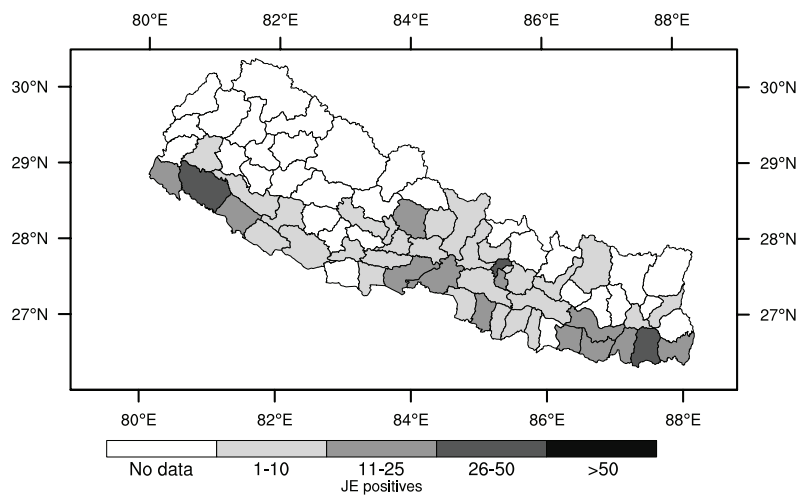 80°E 82°E 84°E 86°E 88°E
30°N 30°N
29°N 29°N
28°N 28°N
27°N 27°N
80°E 82°E 84°E 86°E 88°E
No data 1-10 11-25 26-50 >50
JE positives